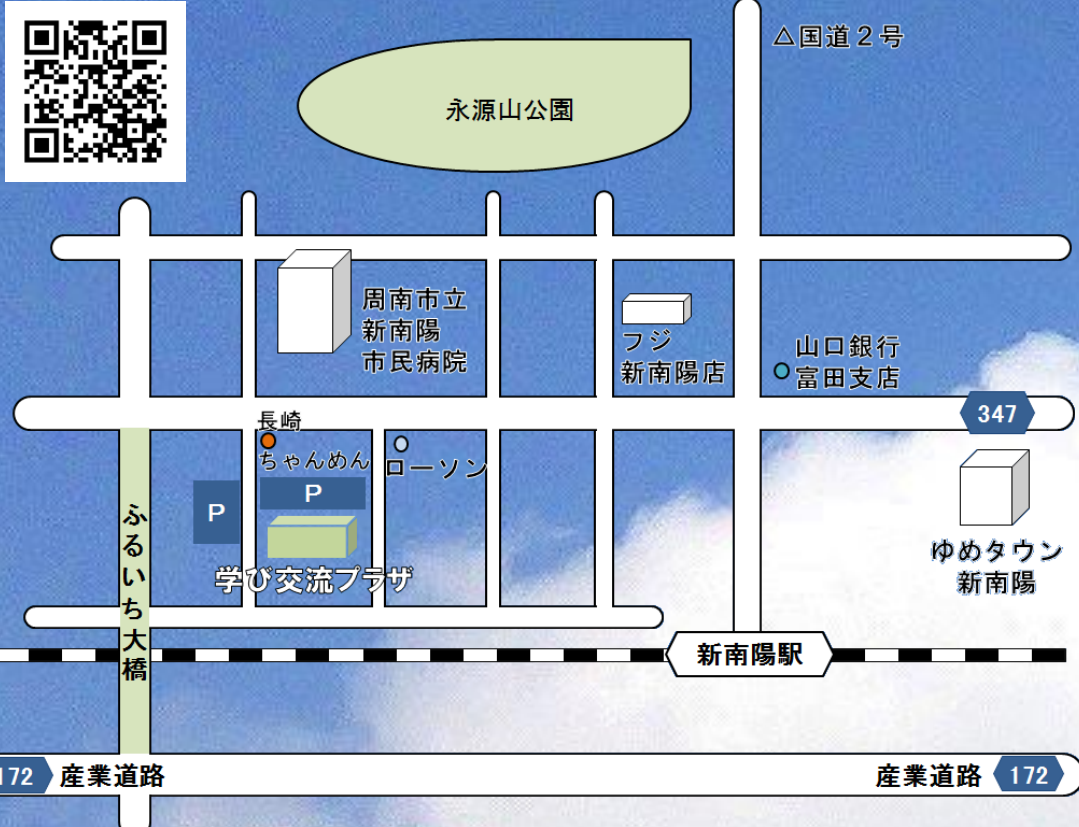 △国道２号
永源山公園
周南市立
新南陽
市民病院
フジ
新南陽店
山口銀行
富田支店
347
長崎
ちゃんめん
ローソン
P
P
学び交流プラザ
ふるいち大橋
ゆめタウン
新南陽
新南陽駅
172
産業道路
産業道路
172